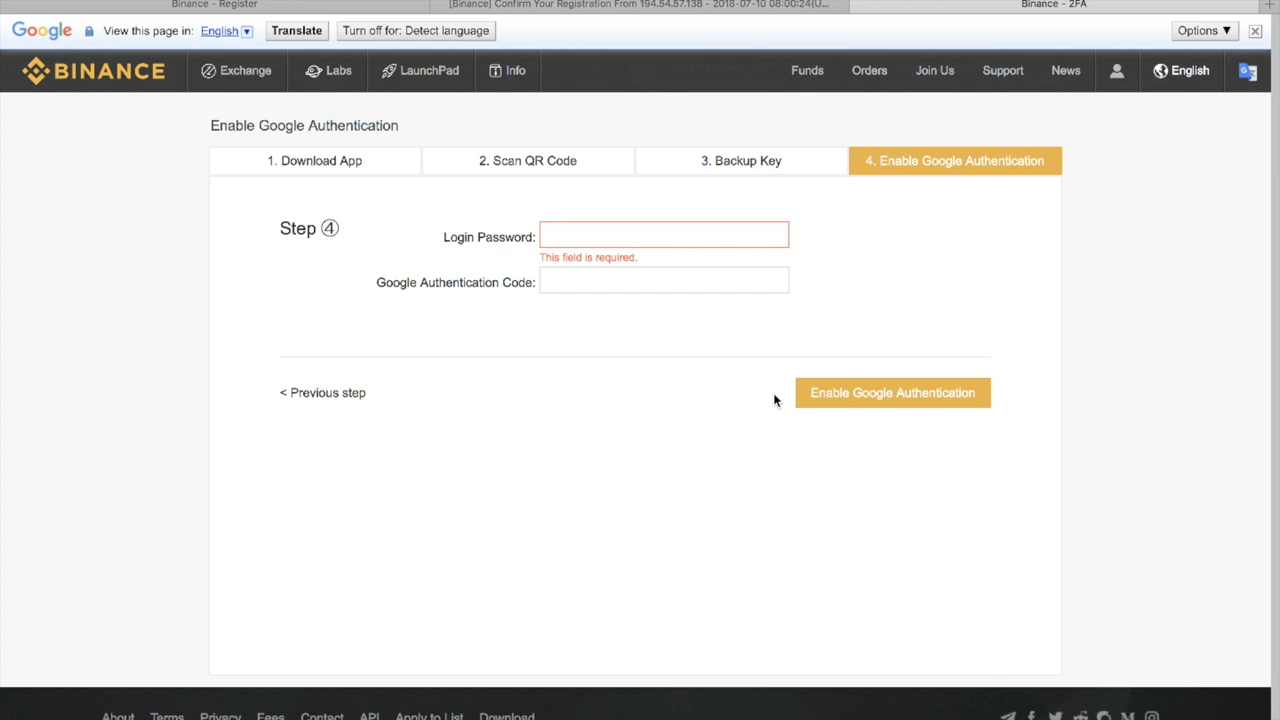 Binance - Register
[Binance] Confirm Your Registration From 194.54.57.138 - 2018-07-10 08:00:24(U...
Binance - 2FA
Google View this page in: English Translate Turn off for: Detect language Options ▼
BINANCE Exchange Labs LaunchPad Info Funds Orders Join Us Support News English
Enable Google Authentication
1. Download App
2. Scan QR Code
3. Backup Key
4. Enable Google Authentication
Step ④
Login Password:
This field is required.
Google Authentication Code:
< Previous step
Enable Google Authentication
About Terms Privacy Fees Contact API Apply to List Download